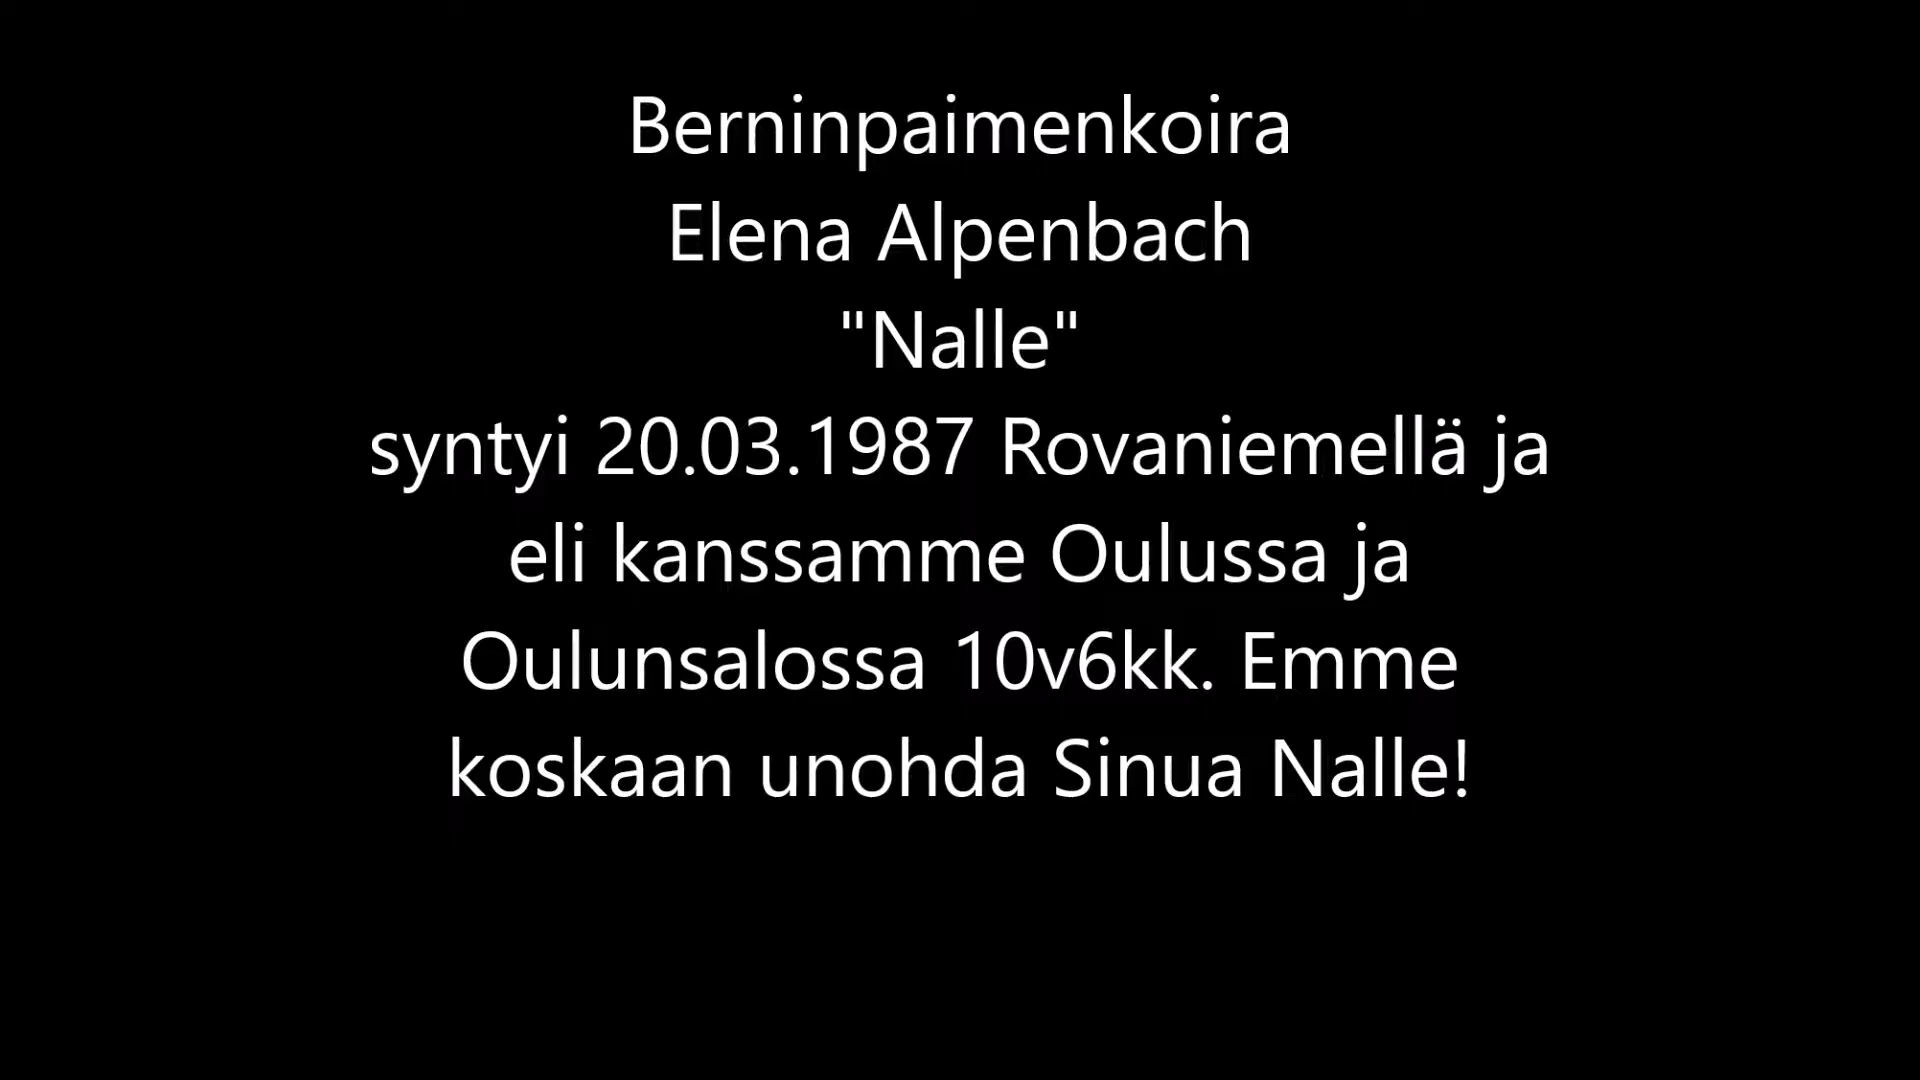 Berninpaimenkoira
Elena Alpenbach
"Nalle"
syntyi 20.03.1987 Rovaniemellä ja
eli kanssamme Oulussa ja
Oulunsalossa 10v6kk. Emme
koskaan unohda Sinua Nalle!